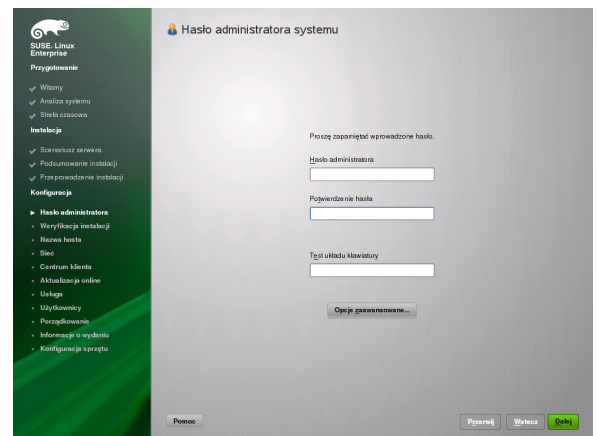 SUSE. Linux
Enterprise
Przygotowanie
Witamy
Analiza systemu
Strefa czasowa
Instalacja
Scenariusz serwera
Podsumowanie instalacji
Przeprowadzenie instalacji
Konfiguracja
Hasło administratora
Weryfikacja instalacji
Nazwa hosta
Sieć
Centrum klienta
Aktualizacja online
Usługa
Użytkownicy
Porządkowanie
Informacje o wydaniu
Konfiguracja sprzętu
Hasło administratora systemu
Proszę zapamiętać wprowadzone hasło.
Hasło administratora
Potwierdzenie hasła
Test układu klawiatury
Opcje zaawansowane...
Pomoc
Przerwij
Wstecz
Dalej